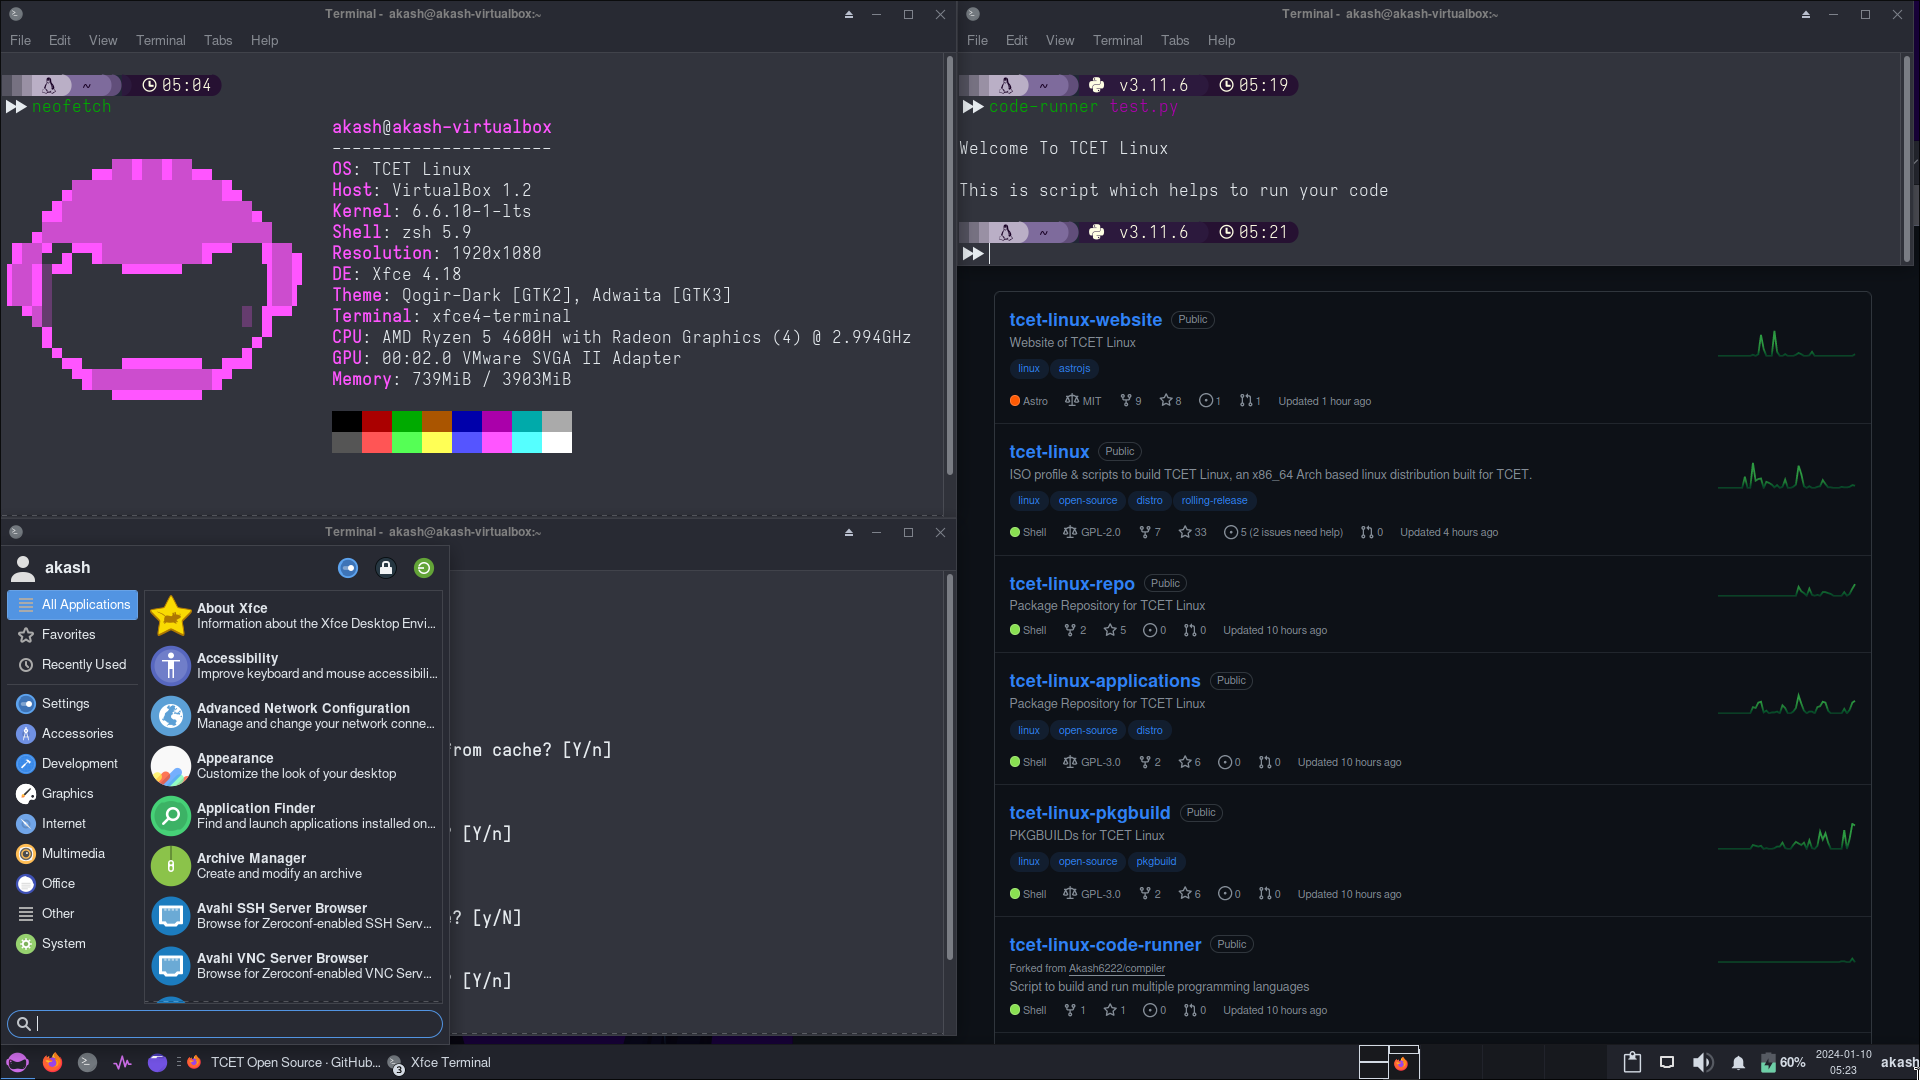 Terminal - akash@akash-virtualbox:~
File Edit View Terminal Tabs Help
~ 05:04
neofetch
akash@akash-virtualbox
----------------------
OS: TCET Linux
Host: VirtualBox 1.2
Kernel: 6.6.10-1-lts
Shell: zsh 5.9
Resolution: 1920x1080
DE: Xfce 4.18
Theme: Qogir-Dark [GTK2], Adwaita [GTK3]
Terminal: xfce4-terminal
CPU: AMD Ryzen 5 4600H with Radeon Graphics (4) @ 2.994GHz
GPU: 00:02.0 VMware SVGA II Adapter
Memory: 739MiB / 3903MiB
Terminal - akash@akash-virtualbox:~
File Edit View Terminal Tabs Help
~ v3.11.6 05:19
code-runner test.py
Welcome To TCET Linux
This is script which helps to run your code
~ v3.11.6 05:21
tcet-linux-website Public
Website of TCET Linux
linux astrojs
Astro MIT 9 8 1 1 Updated 1 hour ago
tcet-linux Public
ISO profile & scripts to build TCET Linux, an x86_64 Arch based linux distribution built for TCET.
linux open-source distro rolling-release
Shell GPL-2.0 7 33 5 (2 issues need help) 0 Updated 4 hours ago
tcet-linux-repo Public
Package Repository for TCET Linux
Shell 2 5 0 0 Updated 10 hours ago
tcet-linux-applications Public
Package Repository for TCET Linux
linux open-source distro
Shell GPL-3.0 2 6 0 0 Updated 10 hours ago
tcet-linux-pkgbuild Public
PKGBUILDs for TCET Linux
linux open-source pkgbuild
Shell GPL-3.0 2 6 0 0 Updated 10 hours ago
tcet-linux-code-runner Public
Forked from Akash6222/compiler
Script to build and run multiple programming languages
Shell 1 1 0 0 Updated 10 hours ago
Terminal - akash@akash-virtualbox:~
from cache? [Y/n]
? [Y/n]
? [y/N]
? [Y/n]
akash
All Applications
Favorites
Recently Used
Settings
Accessories
Development
Graphics
Internet
Multimedia
Office
Other
System
About Xfce
Information about the Xfce Desktop Envi...
Accessibility
Improve keyboard and mouse accessibili...
Advanced Network Configuration
Manage and change your network conne...
Appearance
Customize the look of your desktop
Application Finder
Find and launch applications installed on...
Archive Manager
Create and modify an archive
Avahi SSH Server Browser
Browse for Zeroconf-enabled SSH Serv...
Avahi VNC Server Browser
Browse for Zeroconf-enabled VNC Serv...
TCET Open Source · GitHub...
3 Xfce Terminal
60%
2024-01-10
05:23
akash